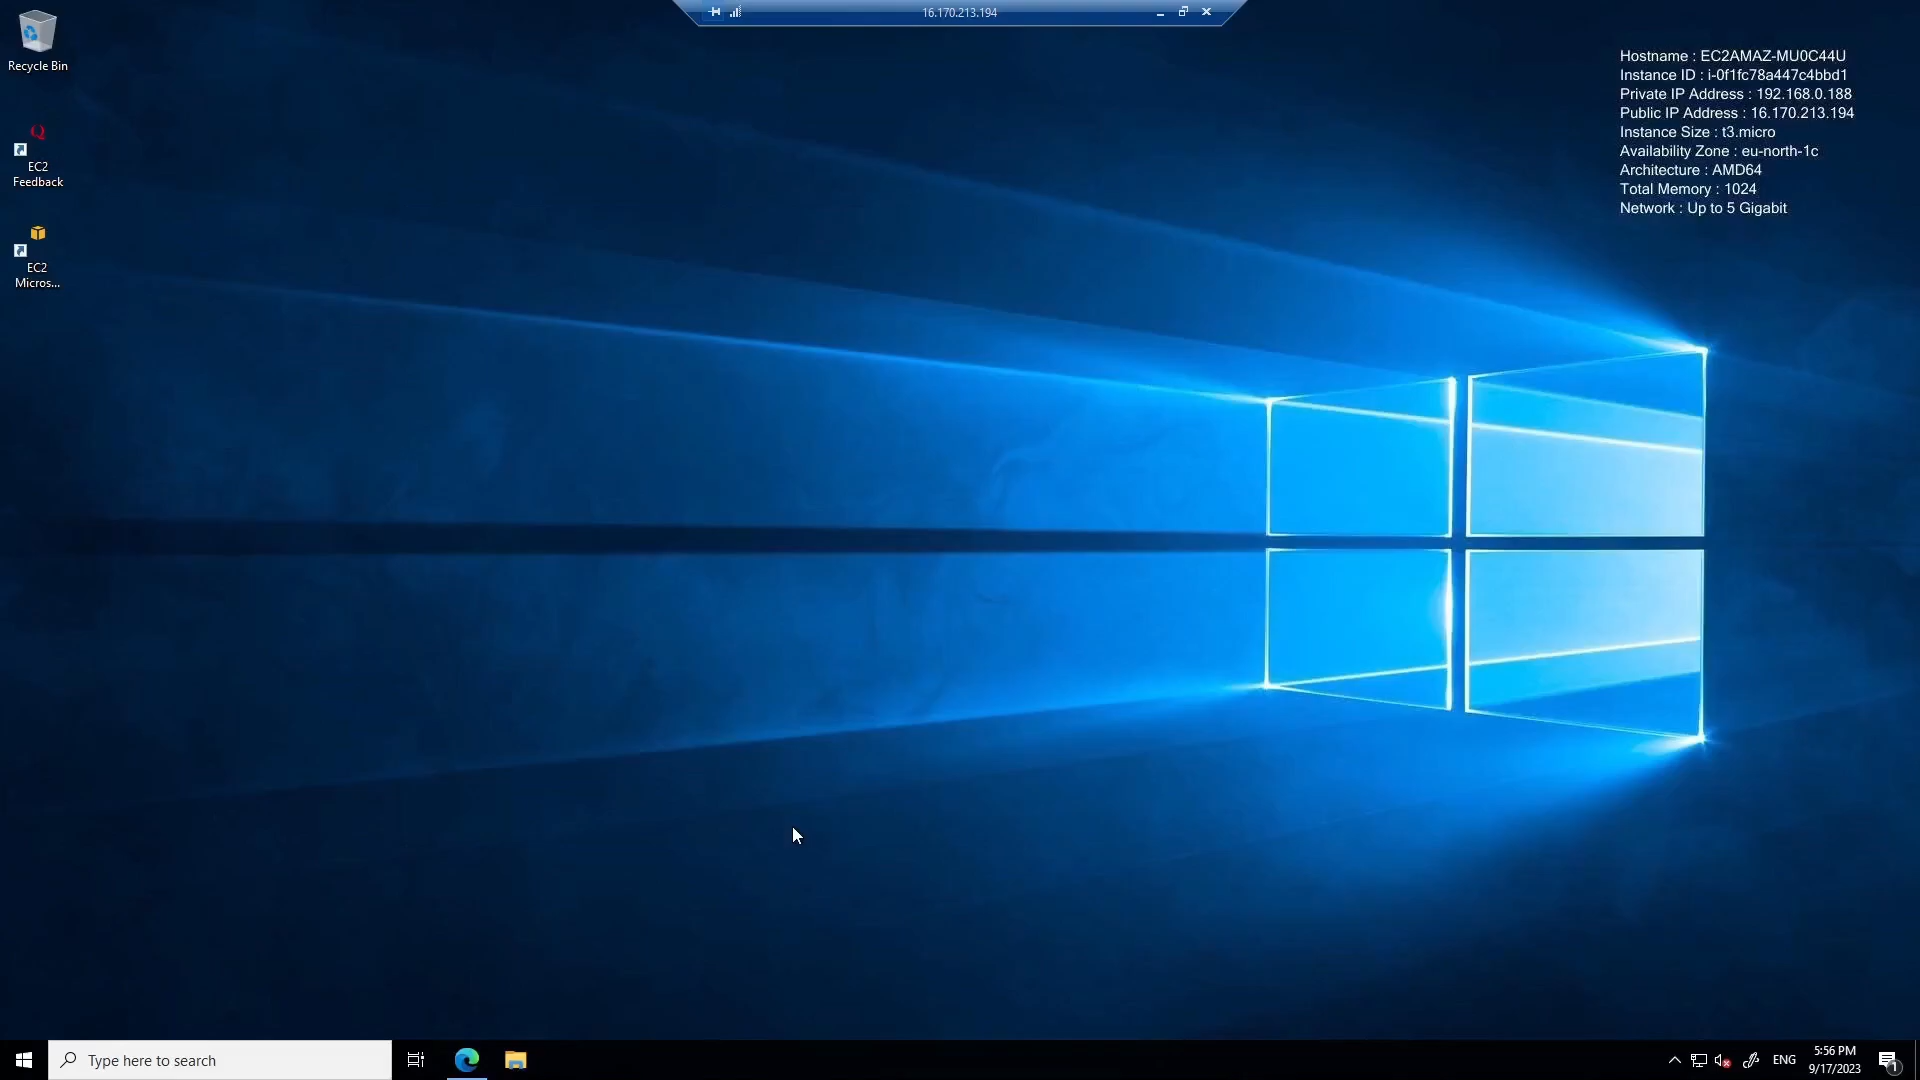 16.170.213.194
Recycle Bin
Hostname : EC2AMAZ-MU0C44U
Instance ID : i-0f1fc78a447c4bbd1
Private IP Address : 192.168.0.188
Public IP Address : 16.170.213.194
Instance Size : t3.micro
Availability Zone : eu-north-1c
Architecture : AMD64
Total Memory : 1024
Network : Up to 5 Gigabit
Q
EC2
Feedback
EC2
Micros...
Type here to search
ENG
5:56 PM
9/17/2023
1